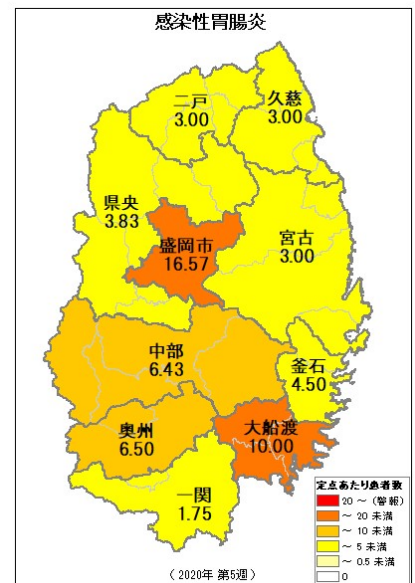 感染性胃腸炎
二戸
3.00
久慈
3.00
県央
3.83
盛岡市
16.57
宮古
3.00
中部
6.43
釜石
4.50
奥州
6.50
大船渡
10.00
一関
1.75
定点あたり患者数
20 ～ (警報)
～ 20 未満
～ 10 未満
～ 5 未満
～ 0.5 未満
0
（2020年 第5週）